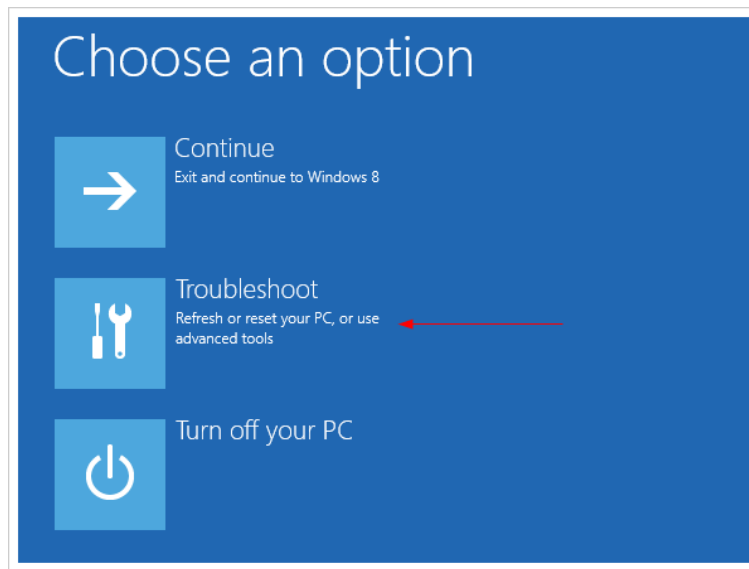 Choose an option
Continue
Exit and continue to Windows 8
Troubleshoot
Refresh or reset your PC, or use
advanced tools
Turn off your PC